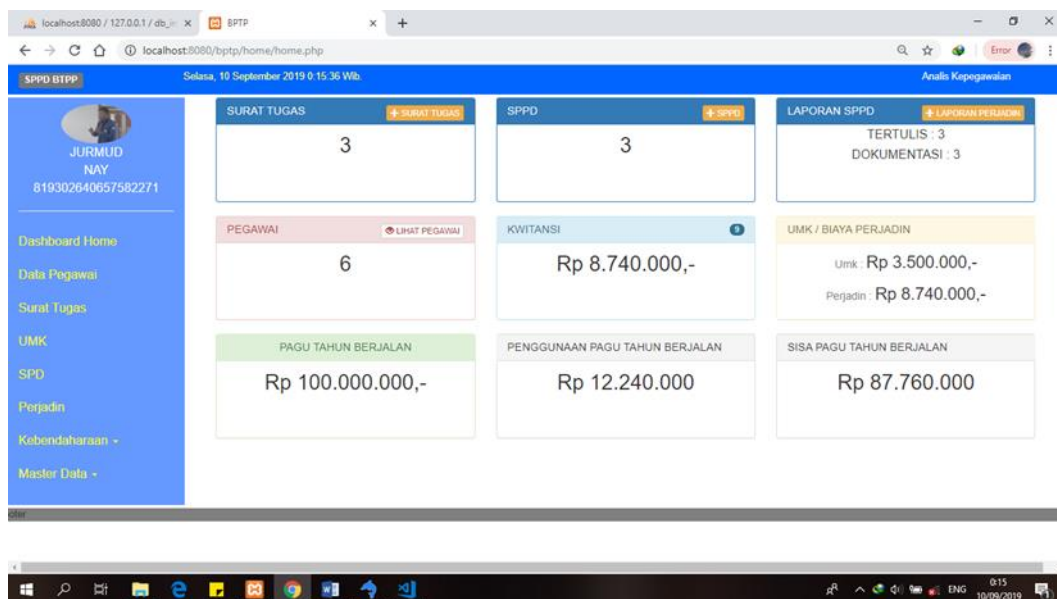 localhost:8080 / 127.0.0.1 / db_i
BPTP
localhost:8080/bptp/home/home.php
Error
SPPD BTPP
Selasa, 10 September 2019 0:15:36 Wib.
Analis Kepegawaian
JURMUD
NAY
819302640657582271
Dashboard Home
Data Pegawai
Surat Tugas
UMK
SPD
Perjadin
Kebendaharaan
Master Data
SURAT TUGAS
+ SURAT TUGAS
3
SPPD
+ SPPD
3
LAPORAN SPPD
+ LAPORAN PERJADIN
TERTULIS : 3
DOKUMENTASI : 3
PEGAWAI
LIHAT PEGAWAI
6
KWITANSI
9
Rp 8.740.000,-
UMK / BIAYA PERJADIN
Umk : Rp 3.500.000,-
Perjadin : Rp 8.740.000,-
PAGU TAHUN BERJALAN
Rp 100.000.000,-
PENGGUNAAN PAGU TAHUN BERJALAN
Rp 12.240.000
SISA PAGU TAHUN BERJALAN
Rp 87.760.000
ooter
ENG
0:15
10/09/2019